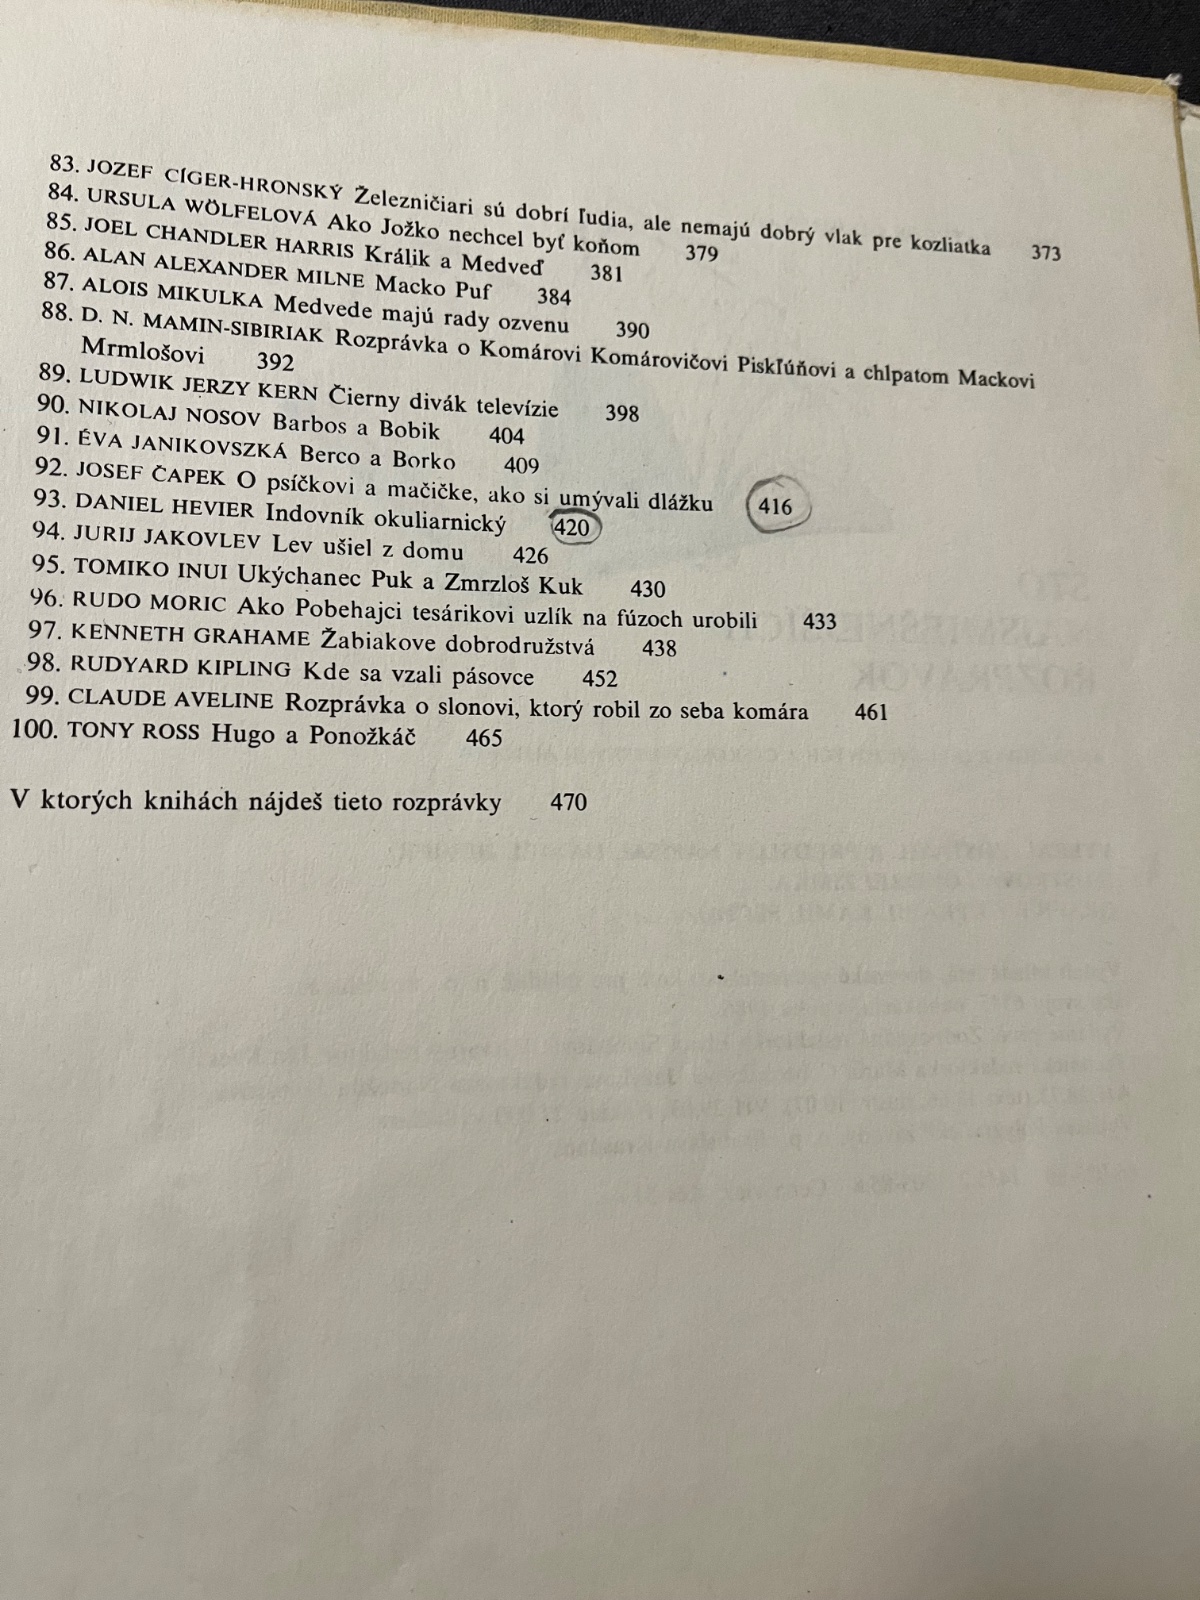 83. JOZEF CÍGER-HRONSKÝ Železničiari sú dobrí ľudia, ale nemajú dobrý vlak pre kozliatka 373
84. URSULA WÖLFELOVÁ Ako Jožko nechcel byť koňom 379
85. JOEL CHANDLER HARRIS Králik a Medveď 381
86. ALAN ALEXANDER MILNE Macko Puf 384
87. ALOIS MIKULKA Medvede majú rady ozvenu 390
88. D. N. MAMIN-SIBIRIAK Rozprávka o Komárovi Komárovičovi Piskľúňovi a chlpatom Mackovi
Mrmlošovi 392
89. LUDWIK JERZY KERN Čierny divák televízie 398
90. NIKOLAJ NOSOV Barbos a Bobik 404
91. ÉVA JANIKOVSZKÁ Berco a Borko 409
92. JOSEF ČAPEK O psíčkovi a mačičke, ako si umývali dlážku 416
93. DANIEL HEVIER Indovník okuliarnický 420
94. JURIJ JAKOVLEV Lev ušiel z domu 426
95. TOMIKO INUI Ukýchanec Puk a Zmrzloš Kuk 430
96. RUDO MORIC Ako Pobehajci tesárikovi uzlík na fúzoch urobili 433
97. KENNETH GRAHAME Žabiakove dobrodružstvá 438
98. RUDYARD KIPLING Kde sa vzali pásovce 452
99. CLAUDE AVELINE Rozprávka o slonovi, ktorý robil zo seba komára 461
100. TONY ROSS Hugo a Ponožkáč 465
V ktorých knihách nájdeš tieto rozprávky 470